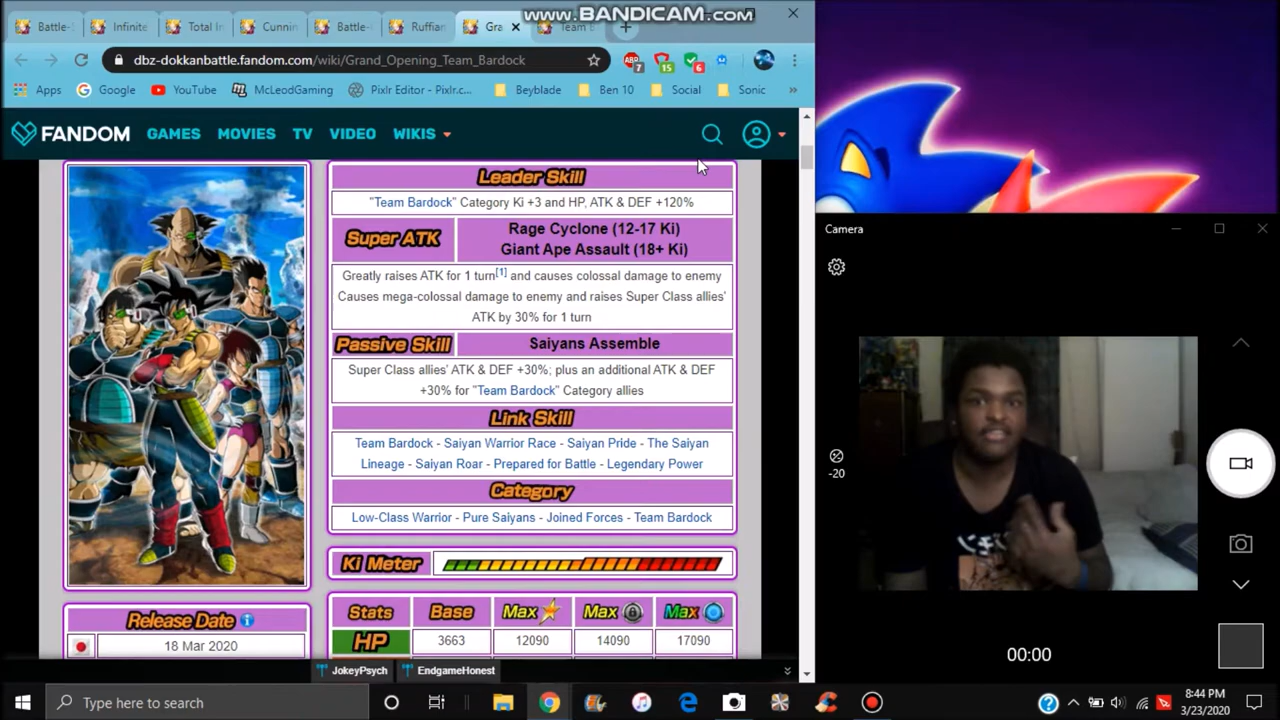 www.BANDICAM.com
Battle-
Infinite
Total In
Cunnin
Battle-
Ruffian
Gra
Team B
dbz-dokkanbattle.fandom.com/wiki/Grand_Opening_Team_Bardock
ABP
7
15
6
Apps
Google
YouTube
McLeodGaming
Pixlr Editor - Pixlr.c...
Beyblade
Ben 10
Social
Sonic
»
FANDOM
GAMES
MOVIES
TV
VIDEO
WIKIS
Leader Skill
"Team Bardock" Category Ki +3 and HP, ATK & DEF +120%
Super ATK
Rage Cyclone (12-17 Ki)
Giant Ape Assault (18+ Ki)
Greatly raises ATK for 1 turn[1] and causes colossal damage to enemy
Causes mega-colossal damage to enemy and raises Super Class allies'
ATK by 30% for 1 turn
Passive Skill
Saiyans Assemble
Super Class allies' ATK & DEF +30%; plus an additional ATK & DEF
+30% for "Team Bardock" Category allies
Link Skill
Team Bardock - Saiyan Warrior Race - Saiyan Pride - The Saiyan
Lineage - Saiyan Roar - Prepared for Battle - Legendary Power
Category
Low-Class Warrior - Pure Saiyans - Joined Forces - Team Bardock
Ki Meter
Release Date
18 Mar 2020
Stats
Base
Max
Max
Max
HP
3663
12090
14090
17090
JokeyPsych
EndgameHonest
Camera
-20
00:00
Type here to search
8:44 PM
3/23/2020